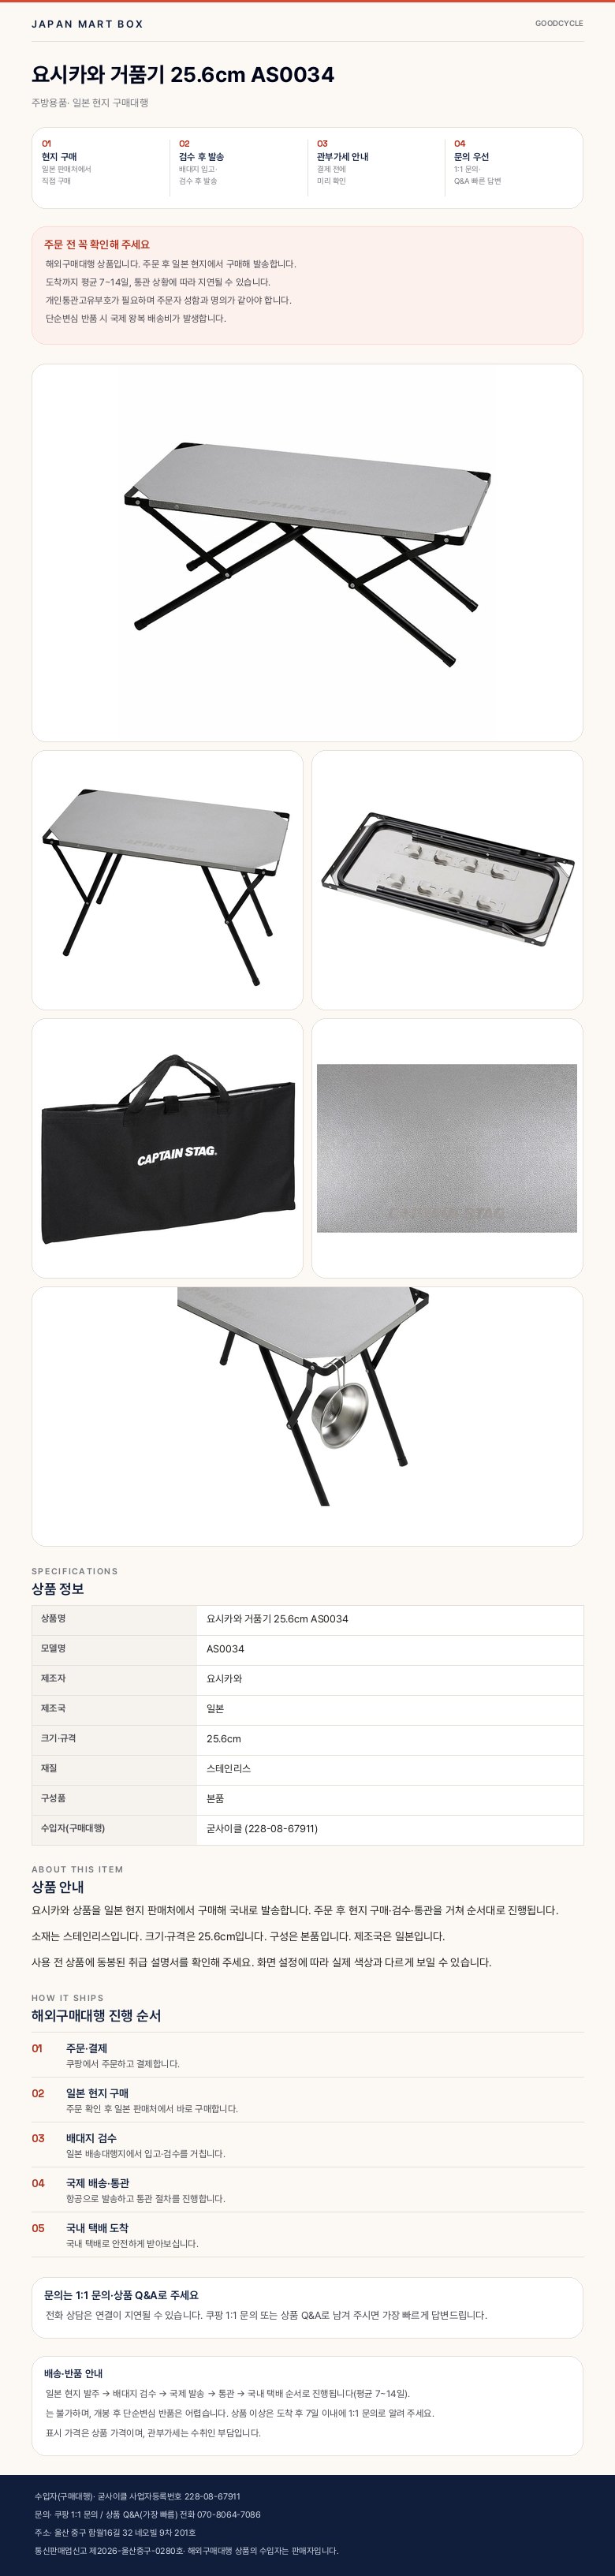 JAPAN MART BOX
GOODCYCLE
요시카와 거품기 25.6cm AS0034
주방용품· 일본 현지 구매대행
01
현지 구매
일본 판매처에서
직접 구매
02
검수 후 발송
배대지 입고·
검수 후 발송
03
관부가세 안내
결제 전에
미리 확인
04
문의 우선
1:1 문의·
Q&A 빠른 답변
주문 전 꼭 확인해 주세요
해외구매대행 상품입니다. 주문 후 일본 현지에서 구매해 발송합니다.
도착까지 평균 7~14일, 통관 상황에 따라 지연될 수 있습니다.
개인통관고유부호가 필요하며 주문자 성함과 명의가 같아야 합니다.
단순변심 반품 시 국제 왕복 배송비가 발생합니다.
CAPTAIN STAG
CAPTAIN STAG
CAPTAIN STAG
CAPTAIN STAG
SPECIFICATIONS
상품 정보
상품명 요시카와 거품기 25.6cm AS0034
모델명 AS0034
제조자 요시카와
제조국 일본
크기·규격 25.6cm
재질 스테인리스
구성품 본품
수입자(구매대행) 굳사이클 (228-08-67911)
ABOUT THIS ITEM
상품 안내
요시카와 상품을 일본 현지 판매처에서 구매해 국내로 발송합니다. 주문 후 현지 구매·검수·통관을 거쳐 순서대로 진행됩니다.
소재는 스테인리스입니다. 크기·규격은 25.6cm입니다. 구성은 본품입니다. 제조국은 일본입니다.
사용 전 상품에 동봉된 취급 설명서를 확인해 주세요. 화면 설정에 따라 실제 색상과 다르게 보일 수 있습니다.
HOW IT SHIPS
해외구매대행 진행 순서
01 주문·결제
쿠팡에서 주문하고 결제합니다.
02 일본 현지 구매
주문 확인 후 일본 판매처에서 바로 구매합니다.
03 배대지 검수
일본 배송대행지에서 입고·검수를 거칩니다.
04 국제 배송·통관
항공으로 발송하고 통관 절차를 진행합니다.
05 국내 택배 도착
국내 택배로 안전하게 받아보십니다.
문의는 1:1 문의·상품 Q&A로 주세요
전화 상담은 연결이 지연될 수 있습니다. 쿠팡 1:1 문의 또는 상품 Q&A로 남겨 주시면 가장 빠르게 답변드립니다.
배송·반품 안내
일본 현지 발주 → 배대지 검수 → 국제 발송 → 통관 → 국내 택배 순서로 진행됩니다(평균 7~14일).
는 불가하며, 개봉 후 단순변심 반품은 어렵습니다. 상품 이상은 도착 후 7일 이내에 1:1 문의로 알려 주세요.
표시 가격은 상품 가격이며, 관부가세는 수취인 부담입니다.
수입자(구매대행)· 굳사이클 사업자등록번호 228-08-67911
문의· 쿠팡 1:1 문의 / 상품 Q&A(가장 빠름) 전화 070-8064-7086
주소· 울산 중구 함월16길 32 네오빌 9차 201호
통신판매업신고 제2026-울산중구-0280호· 해외구매대행 상품의 수입자는 판매자입니다.